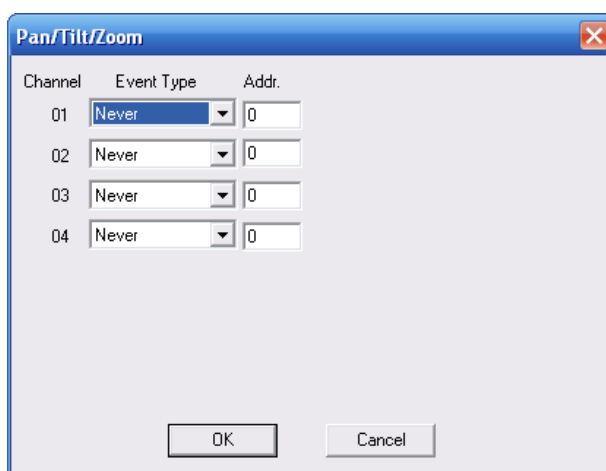 Pan/Tilt/Zoom
Channel Event Type Addr.
01 Never 0
02 Never 0
03 Never 0
04 Never 0
OK Cancel